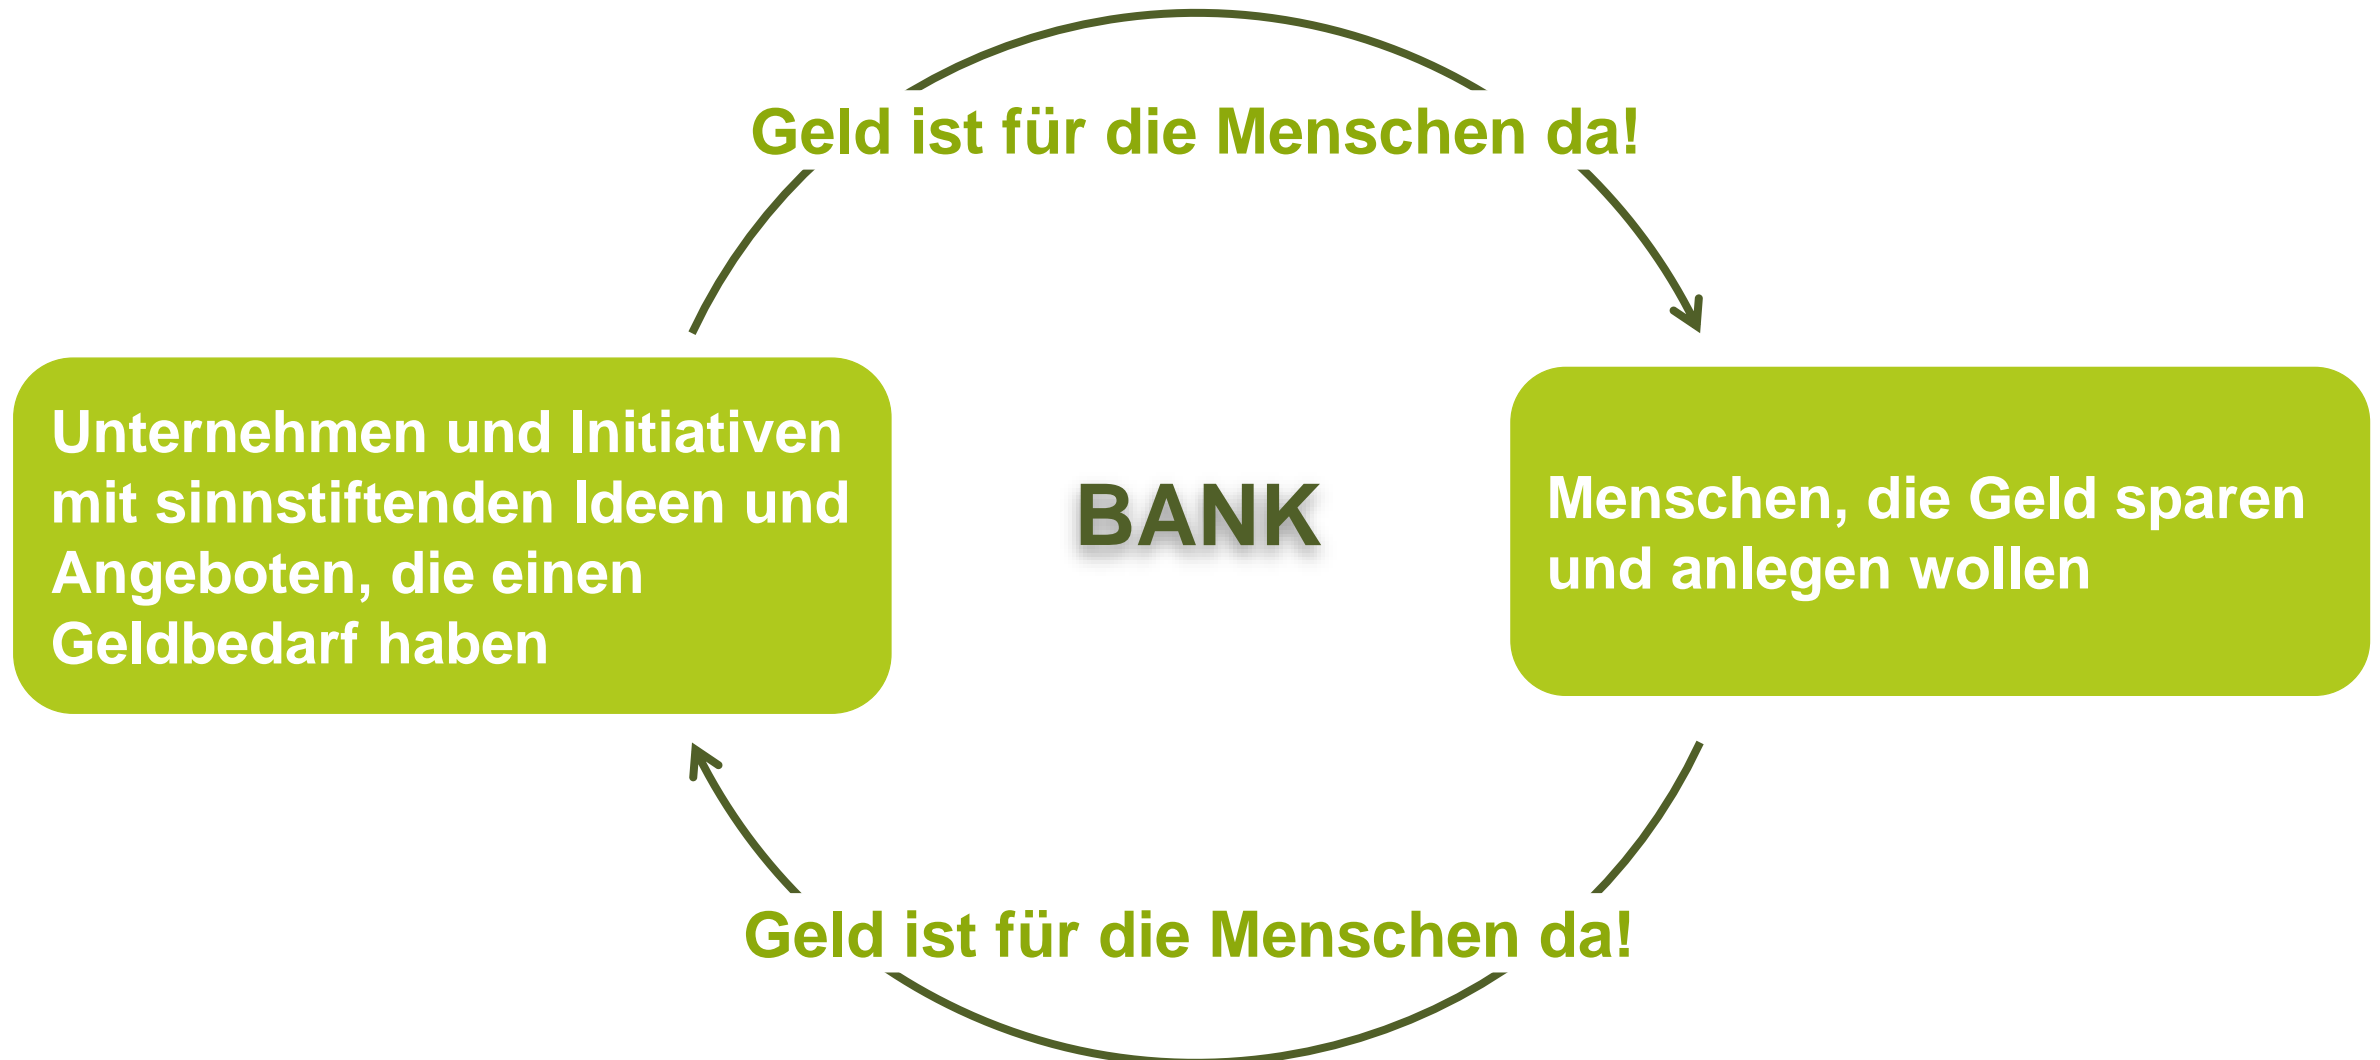 Geld ist für die Menschen da!
Unternehmen und Initiativen
mit sinnstiftenden Ideen und
Angeboten, die einen
Geldbedarf haben
BANK
Menschen, die Geld sparen
und anlegen wollen
Geld ist für die Menschen da!